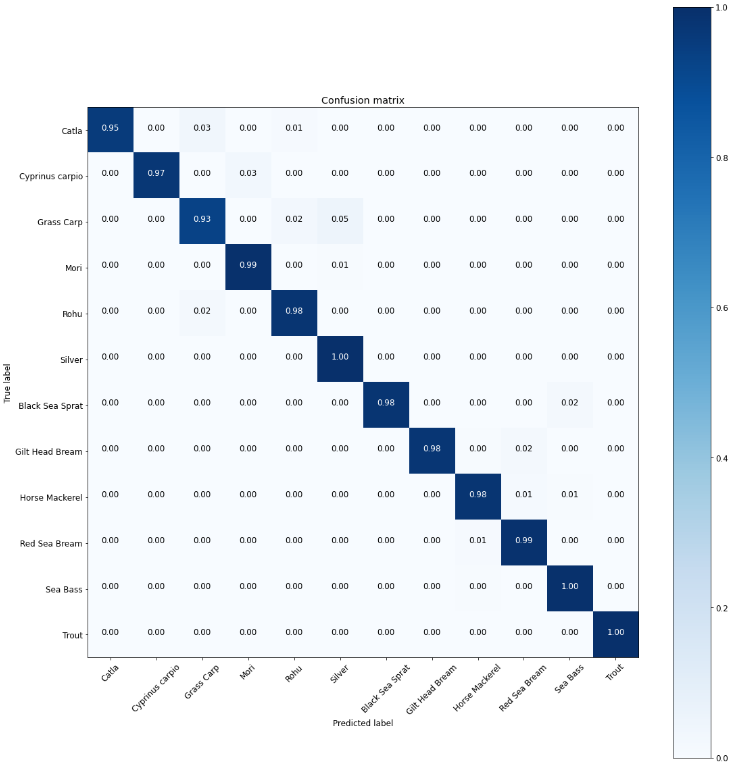 Confusion matrix
Catla 0.95 0.00 0.03 0.00 0.01 0.00 0.00 0.00 0.00 0.00 0.00 0.00
Cyprinus carpio 0.00 0.97 0.00 0.03 0.00 0.00 0.00 0.00 0.00 0.00 0.00 0.00
Grass Carp 0.00 0.00 0.93 0.00 0.02 0.05 0.00 0.00 0.00 0.00 0.00 0.00
Mori 0.00 0.00 0.00 0.99 0.00 0.01 0.00 0.00 0.00 0.00 0.00 0.00
Rohu 0.00 0.00 0.02 0.00 0.98 0.00 0.00 0.00 0.00 0.00 0.00 0.00
Silver 0.00 0.00 0.00 0.00 0.00 1.00 0.00 0.00 0.00 0.00 0.00 0.00
Black Sea Sprat 0.00 0.00 0.00 0.00 0.00 0.00 0.98 0.00 0.00 0.00 0.02 0.00
Gilt Head Bream 0.00 0.00 0.00 0.00 0.00 0.00 0.00 0.98 0.00 0.02 0.00 0.00
Horse Mackerel 0.00 0.00 0.00 0.00 0.00 0.00 0.00 0.00 0.98 0.01 0.01 0.00
Red Sea Bream 0.00 0.00 0.00 0.00 0.00 0.00 0.00 0.00 0.01 0.99 0.00 0.00
Sea Bass 0.00 0.00 0.00 0.00 0.00 0.00 0.00 0.00 0.00 0.00 1.00 0.00
Trout 0.00 0.00 0.00 0.00 0.00 0.00 0.00 0.00 0.00 0.00 0.00 1.00
True label
Catla
Cyprinus carpio
Grass Carp
Mori
Rohu
Silver
Black Sea Sprat
Gilt Head Bream
Horse Mackerel
Red Sea Bream
Sea Bass
Trout
Predicted label
1.0
0.8
0.6
0.4
0.2
0.0